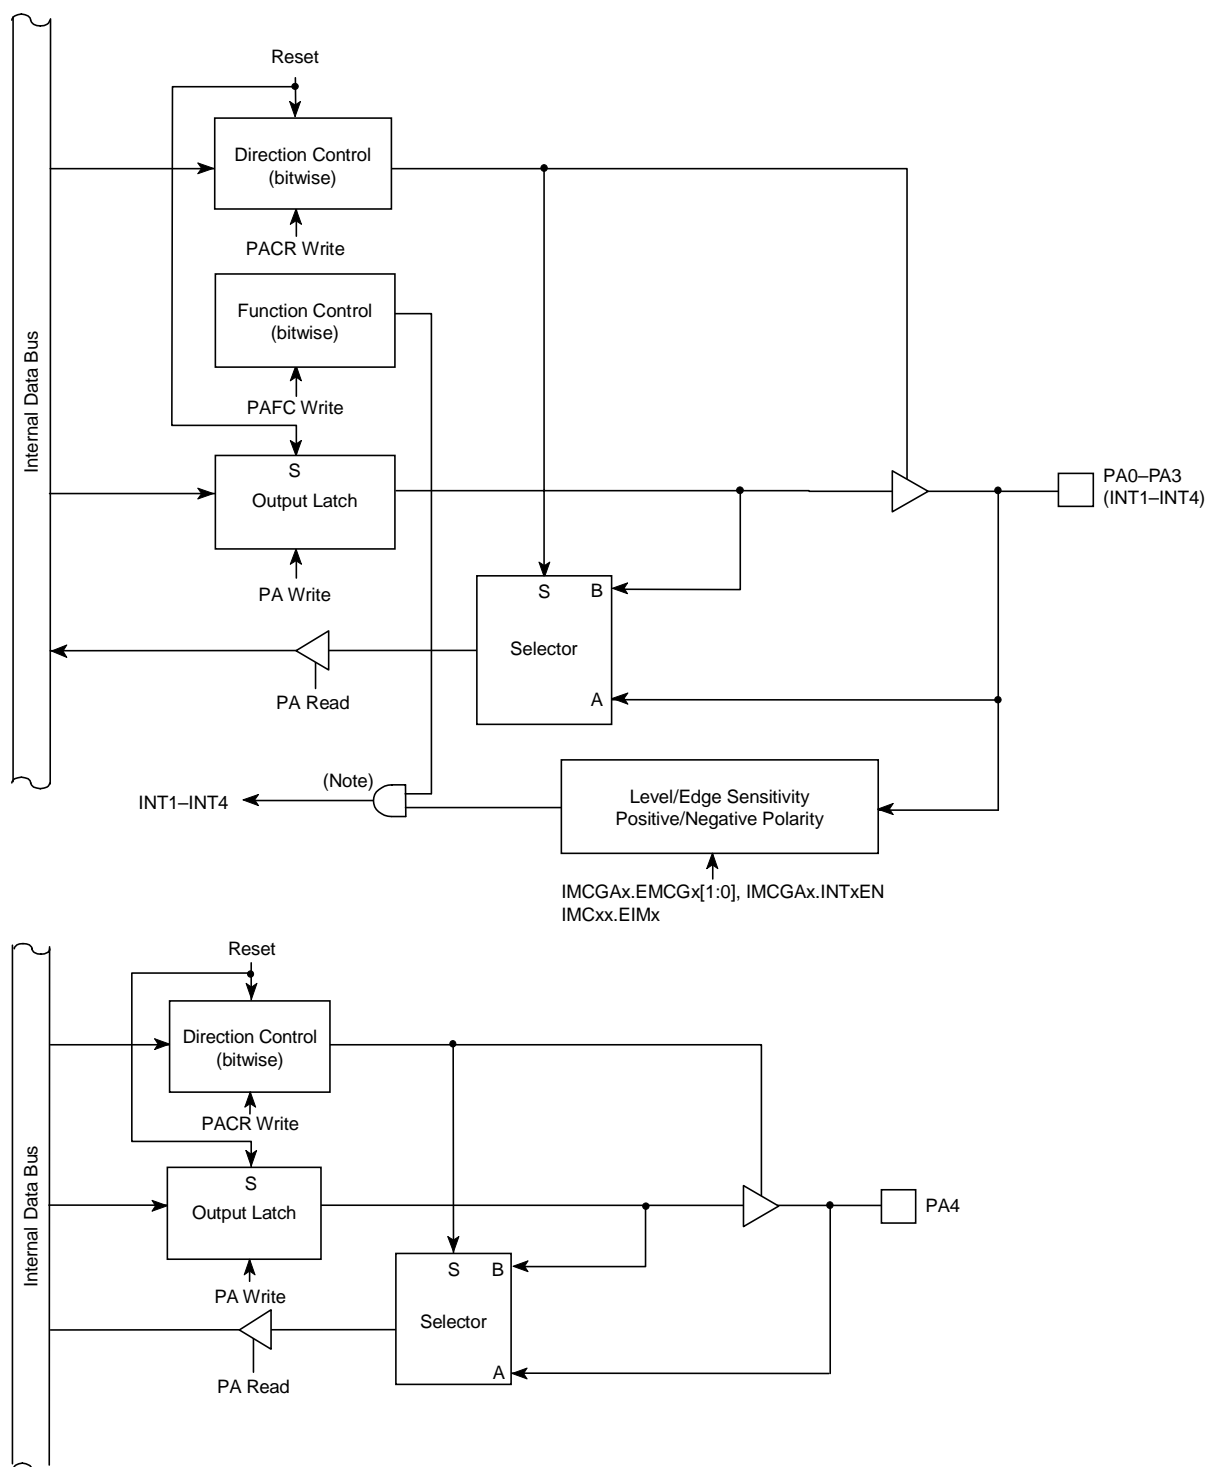 Reset
Direction Control
(bitwise)
PACR Write
Function Control
(bitwise)
PAFC Write
Internal Data Bus
S
Output Latch
PA0–PA3
(INT1–INT4)
PA Write
S
B
Selector
A
PA Read
(Note)
INT1–INT4
Level/Edge Sensitivity
Positive/Negative Polarity
IMCGAx.EMCGx[1:0], IMCGAx.INTxEN
IMCxx.EIMx
Reset
Direction Control
(bitwise)
PACR Write
Internal Data Bus
S
Output Latch
PA4
PA Write
S
B
Selector
A
PA Read